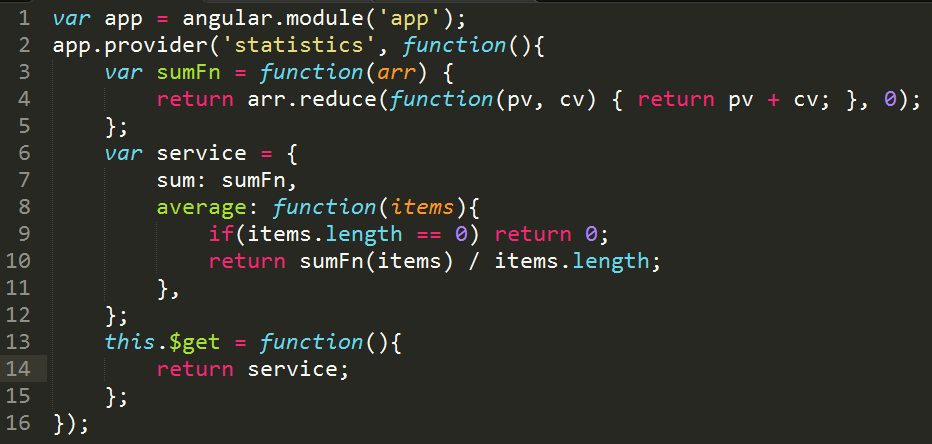 1 var app = angular.module('app');
2 app.provider('statistics', function(){
3     var sumFn = function(arr) {
4         return arr.reduce(function(pv, cv) { return pv + cv; }, 0);
5     };
6     var service = {
7         sum: sumFn,
8         average: function(items){
9             if(items.length == 0) return 0;
10             return sumFn(items) / items.length;
11         },
12     };
13     this.$get = function(){
14         return service;
15     };
16 });